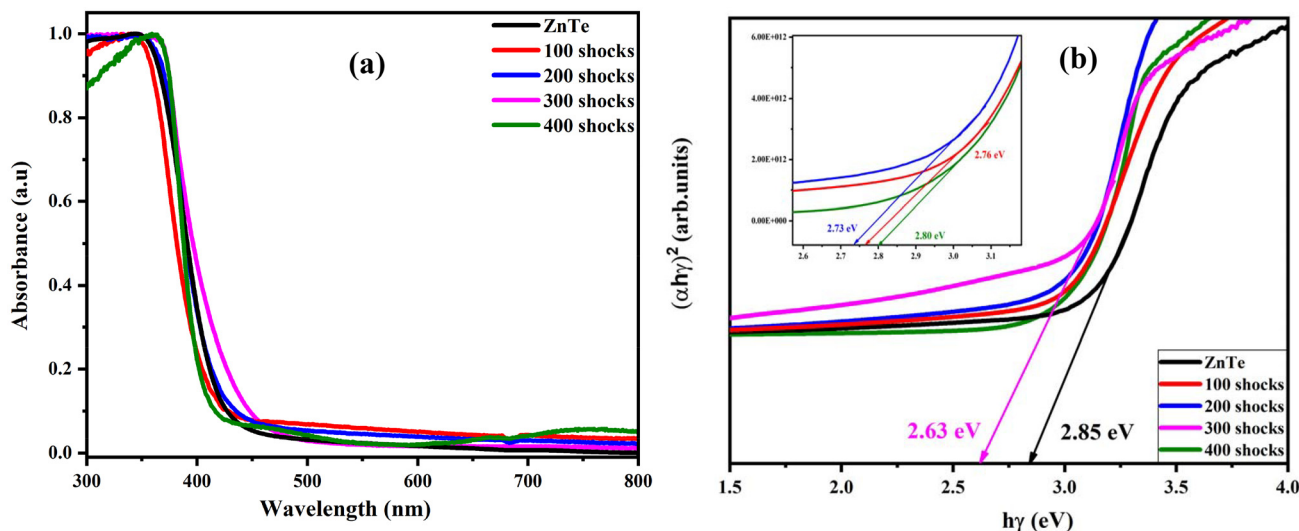 (a)
ZnTe
100 shocks
200 shocks
300 shocks
400 shocks
1.0
0.8
0.6
0.4
0.2
0.0
Absorbance (a.u)
300 400 500 600 700 800
Wavelength (nm)
(b)
6.00E+012
4.00E+012
2.00E+012
0.00E+000
2.76 eV
2.73 eV
2.80 eV
2.6 2.7 2.8 2.9 3.0 3.1
(αhγ)² (arb.units)
2.63 eV
2.85 eV
ZnTe
100 shocks
200 shocks
300 shocks
400 shocks
1.5 2.0 2.5 3.0 3.5 4.0
hγ (eV)